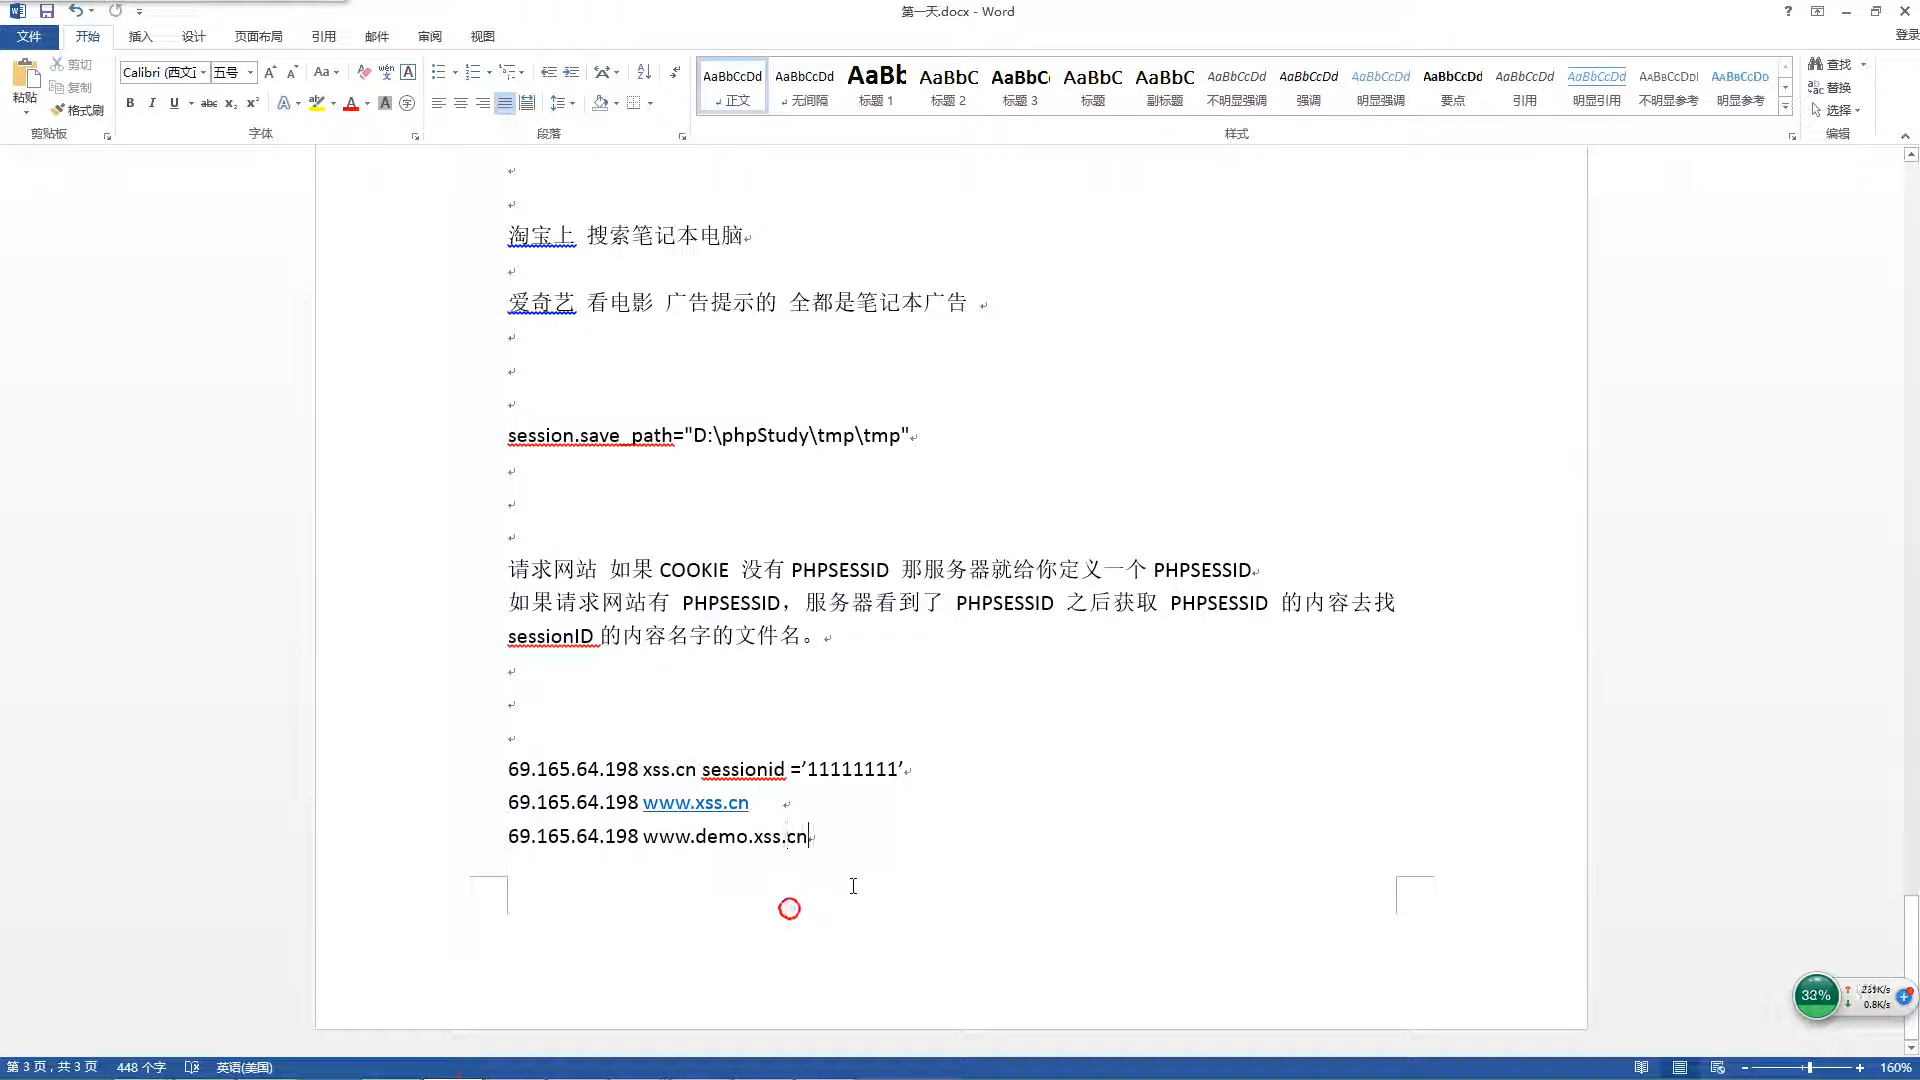 第一天.docx - Word
登录
文件 开始 插入 设计 页面布局 引用 邮件 审阅 视图
粘贴 剪切 复制 格式刷
Calibri (西文 五号
AaBbCcDd AaBbCcDd AaBb AaBbC AaBbC AaBbC AaBbC AaBbCcDd AaBbCcDd AaBbCcDd AaBbCcDd AaBbCcDd AaBbCcDd AaBbCcDd AaBbCcDd
正文 无间隔 标题 1 标题 2 标题 3 标题 副标题 不明显强调 强调 明显强调 要点 引用 明显引用 不明显参考 明显参考
查找
替换
选择
剪贴板 字体 段落 样式 编辑
淘宝上 搜索笔记本电脑
爱奇艺 看电影 广告提示的 全都是笔记本广告
session.save_path="D:\phpStudy\tmp\tmp"
请求网站 如果 COOKIE 没有 PHPSESSID 那服务器就给你定义一个 PHPSESSID
如果请求网站有 PHPSESSID，服务器看到了 PHPSESSID 之后获取 PHPSESSID 的内容去找
sessionID 的内容名字的文件名。
69.165.64.198 xss.cn sessionid =’11111111’
69.165.64.198 www.xss.cn
69.165.64.198 www.demo.xss.cn
0.8K/s
第 3 页，共 3 页 448 个字 英语(美国) 160%